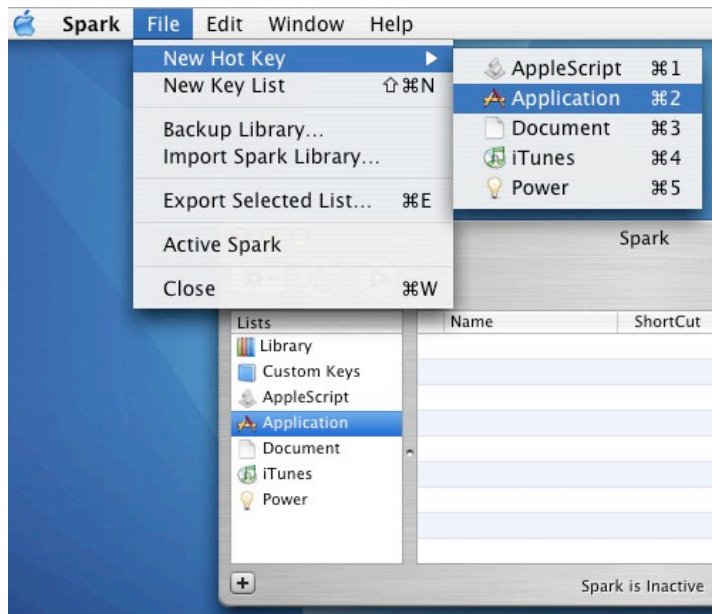 Spark File Edit Window Help
New Hot Key
New Key List ⇧⌘N
Backup Library...
Import Spark Library...
Export Selected List... ⌘E
Active Spark
Close ⌘W
AppleScript ⌘1
Application ⌘2
Document ⌘3
iTunes ⌘4
Power ⌘5
Spark
Lists
Name ShortCut
Library
Custom Keys
AppleScript
Application
Document
iTunes
Power
Spark is Inactive